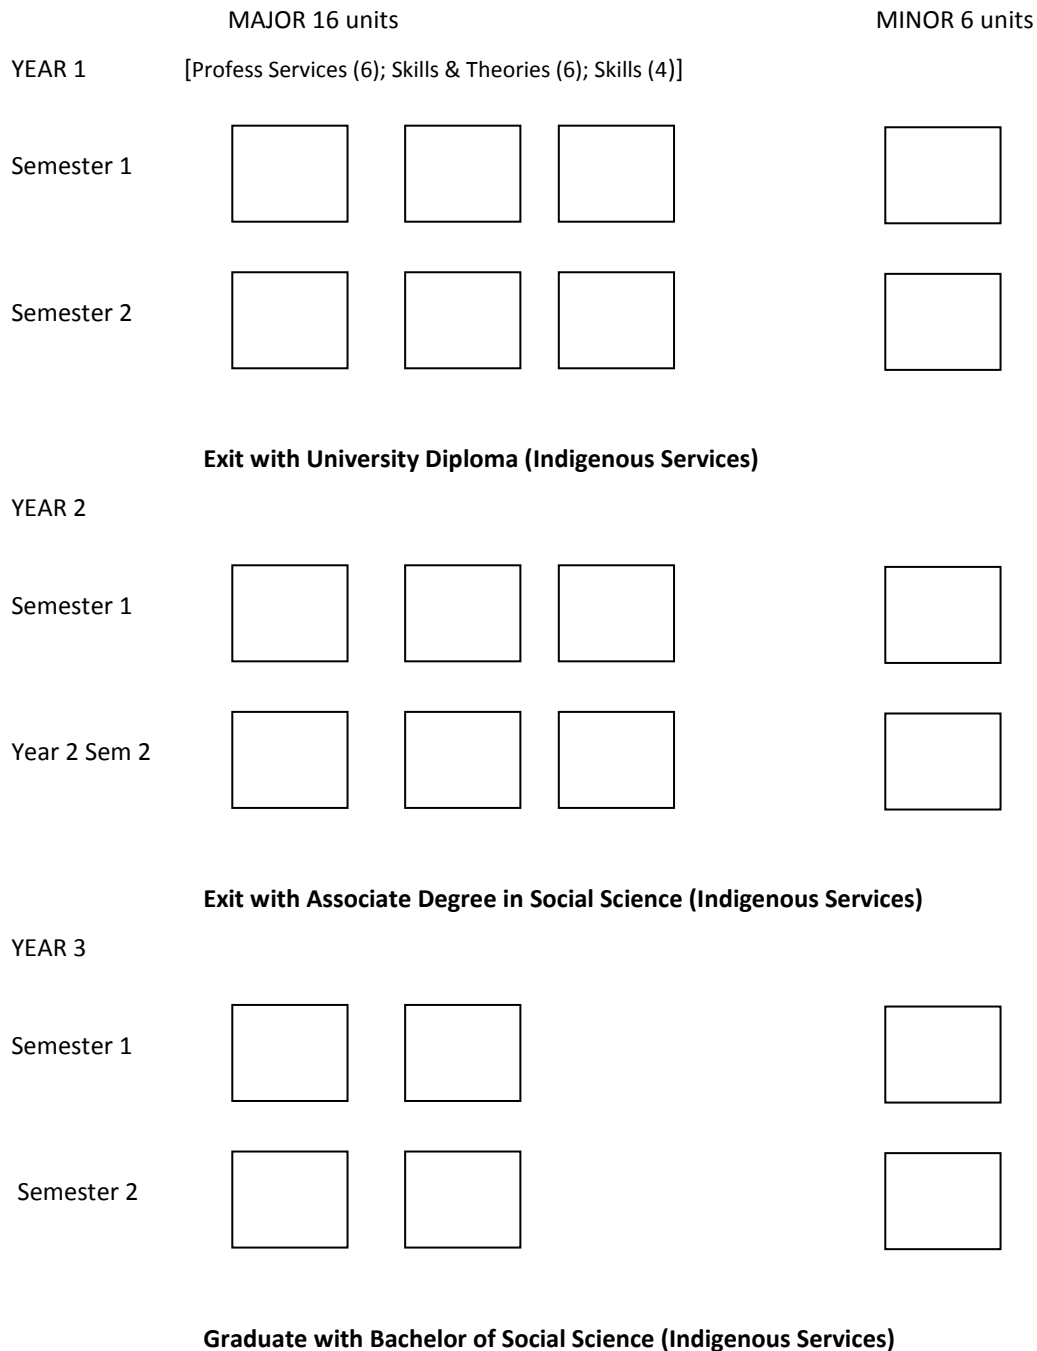 MAJOR 16 units MINOR 6 units
YEAR 1 [Profess Services (6); Skills & Theories (6); Skills (4)]
Semester 1
Semester 2
Exit with University Diploma (Indigenous Services)
YEAR 2
Semester 1
Year 2 Sem 2
Exit with Associate Degree in Social Science (Indigenous Services)
YEAR 3
Semester 1
Semester 2
Graduate with Bachelor of Social Science (Indigenous Services)